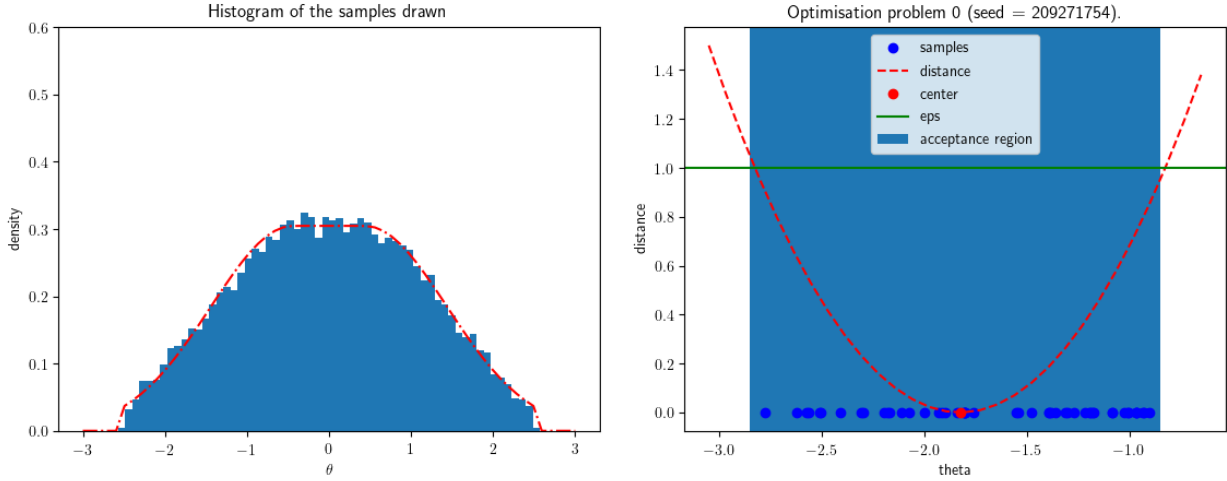 Histogram of the samples drawn
0.6
0.5
0.4
0.3
0.2
0.1
0.0
density
−3 −2 −1 0 1 2 3
θ
Optimisation problem 0 (seed = 209271754).
samples
distance
center
eps
acceptance region
1.4
1.2
1.0
0.8
0.6
0.4
0.2
0.0
distance
−3.0 −2.5 −2.0 −1.5 −1.0
theta